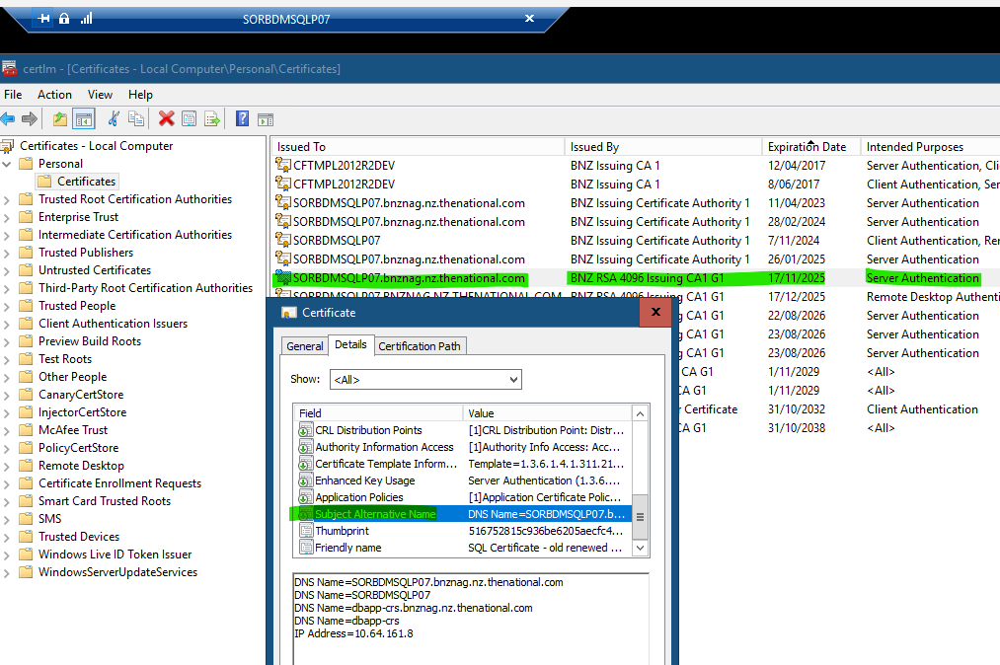 SORBDMSQLP07
certlm - [Certificates - Local Computer\Personal\Certificates]
File Action View Help
Certificates - Local Computer
Personal
Certificates
Trusted Root Certification Authorities
Enterprise Trust
Intermediate Certification Authorities
Trusted Publishers
Untrusted Certificates
Third-Party Root Certification Authorities
Trusted People
Client Authentication Issuers
Preview Build Roots
Test Roots
Other People
CanaryCertStore
InjectorCertStore
McAfee Trust
PolicyCertStore
Remote Desktop
Certificate Enrollment Requests
Smart Card Trusted Roots
SMS
Trusted Devices
Windows Live ID Token Issuer
WindowsServerUpdateServices
Issued To Issued By Expiration Date Intended Purposes
CFTMPL2012R2DEV BNZ Issuing CA 1 12/04/2017 Server Authentication, Cli
CFTMPL2012R2DEV BNZ Issuing CA 1 8/06/2017 Client Authentication, Ser
SORBDMSQLP07.bnznag.nz.thenational.com BNZ Issuing Certificate Authority 1 11/04/2023 Server Authentication
SORBDMSQLP07.bnznag.nz.thenational.com BNZ Issuing Certificate Authority 1 28/02/2024 Server Authentication
SORBDMSQLP07 BNZ Issuing Certificate Authority 1 7/11/2024 Client Authentication, Rer
SORBDMSQLP07.bnznag.nz.thenational.com BNZ Issuing Certificate Authority 1 26/01/2025 Server Authentication
SORBDMSQLP07.bnznag.nz.thenational.com BNZ RSA 4096 Issuing CA1 G1 17/11/2025 Server Authentication
SORBDMSQLP07.BNZNAG.NZ.THENATIONAL.COM BNZ RSA 4096 Issuing CA1 G1 17/12/2025 Remote Desktop Authenti
g CA1 G1 22/08/2026 Server Authentication
g CA1 G1 23/08/2026 Server Authentication
g CA1 G1 23/08/2026 Server Authentication
CA G1 1/11/2029 <All>
CA G1 1/11/2029 <All>
r Certificate 31/10/2032 Client Authentication
CA G1 31/10/2038 <All>
Certificate
General Details Certification Path
Show: <All>
Field Value
CRL Distribution Points [1]CRL Distribution Point: Distr...
Authority Information Access [1]Authority Info Access: Acc...
Certificate Template Inform... Template=1.3.6.1.4.1.311.21...
Enhanced Key Usage Server Authentication (1.3.6....
Application Policies [1]Application Certificate Polic...
Subject Alternative Name DNS Name=SORBDMSQLP07.b...
Thumbprint 516752815c936be6205aecfc4...
Friendly name SQL Certificate - old renewed ...
DNS Name=SORBDMSQLP07.bnznag.nz.thenational.com
DNS Name=SORBDMSQLP07
DNS Name=dbapp-crs.bnznag.nz.thenational.com
DNS Name=dbapp-crs
IP Address=10.64.161.8